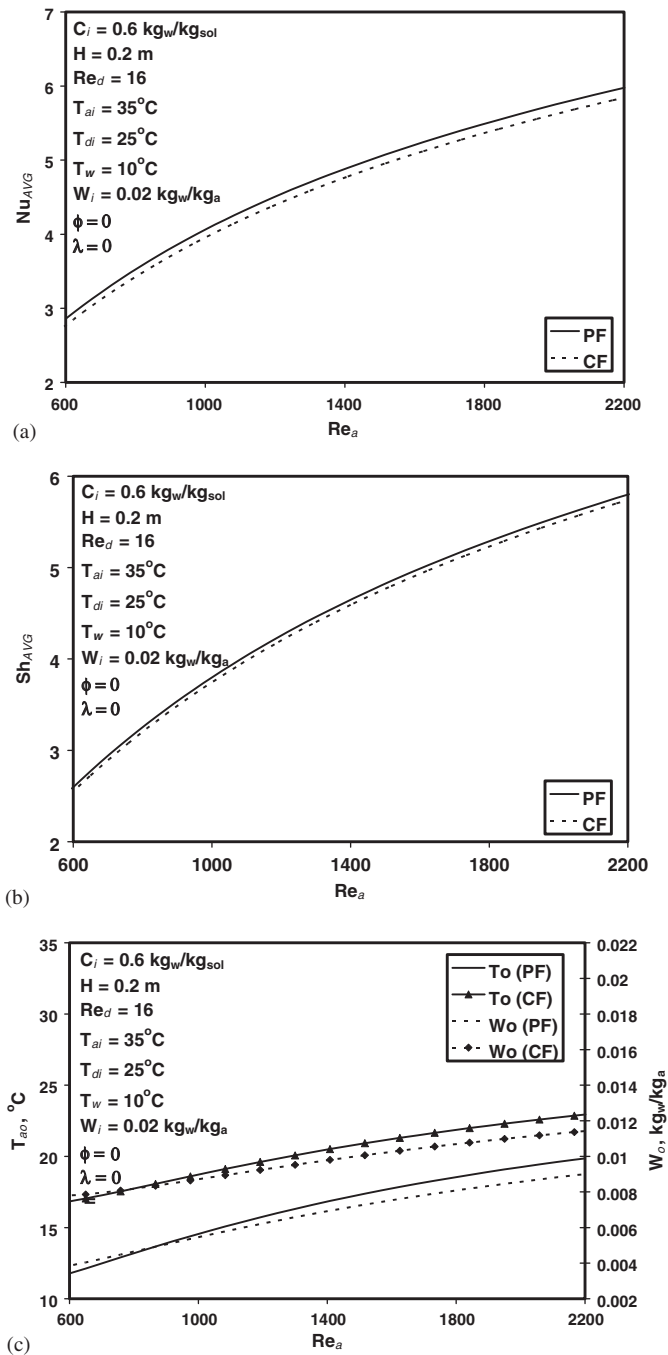 7
6
5
4
3
2
Nu_AVG
C_i = 0.6 kg_w/kg_sol
H = 0.2 m
Re_d = 16
T_ai = 35°C
T_di = 25°C
T_w = 10°C
W_i = 0.02 kg_w/kg_a
ϕ = 0
λ = 0
PF
CF
600 1000 1400 1800 2200
Re_a
(a)
6
5
4
3
2
Sh_AVG
C_i = 0.6 kg_w/kg_sol
H = 0.2 m
Re_d = 16
T_ai = 35°C
T_di = 25°C
T_w = 10°C
W_i = 0.02 kg_w/kg_a
ϕ = 0
λ = 0
PF
CF
600 1000 1400 1800 2200
Re_a
(b)
35
30
25
20
15
10
T_ao, °C
C_i = 0.6 kg_w/kg_sol
H = 0.2 m
Re_d = 16
T_ai = 35°C
T_di = 25°C
T_w = 10°C
W_i = 0.02 kg_w/kg_a
ϕ = 0
λ = 0
To (PF)
To (CF)
Wo (PF)
Wo (CF)
0.022
0.02
0.018
0.016
0.014
0.012
0.01
0.008
0.006
0.004
0.002
W_o, kg_w/kg_a
600 1000 1400 1800 2200
Re_a
(c)